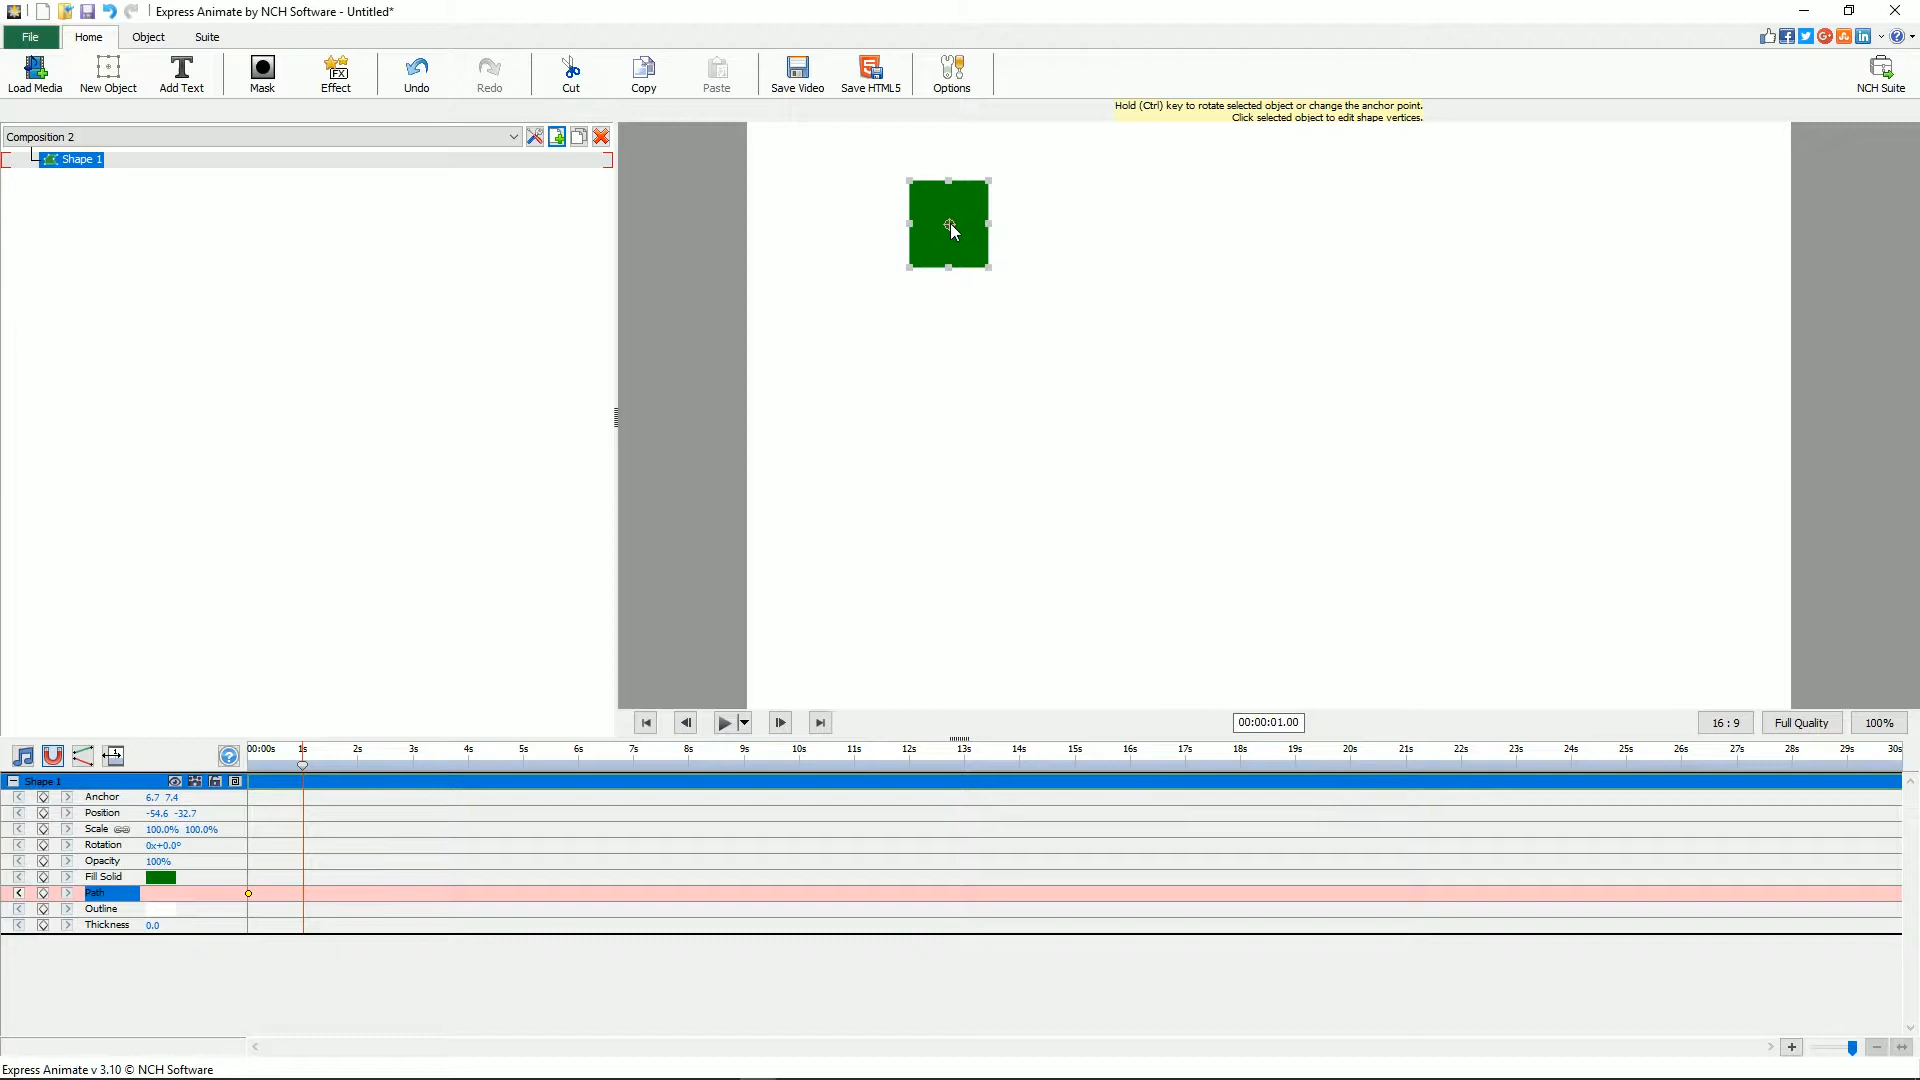 Express Animate by NCH Software - Untitled*
File Home Object Suite
Load Media New Object Add Text Mask Effect Undo Redo Cut Copy Paste Save Video Save HTML5 Options NCH Suite
Hold (Ctrl) key to rotate selected object or change the anchor point.
Click selected object to edit shape vertices.
Composition 2
Shape 1
00:00:01.00 16 : 9 Full Quality 100%
00:00s 1s 2s 3s 4s 5s 6s 7s 8s 9s 10s 11s 12s 13s 14s 15s 16s 17s 18s 19s 20s 21s 22s 23s 24s 25s 26s 27s 28s 29s 30s
Shape 1
Anchor 6.7 7.4
Position -54.6 -32.7
Scale 100.0% 100.0%
Rotation 0x+0.0°
Opacity 100%
Fill Solid
Path
Outline
Thickness 0.0
Express Animate v 3.10 © NCH Software